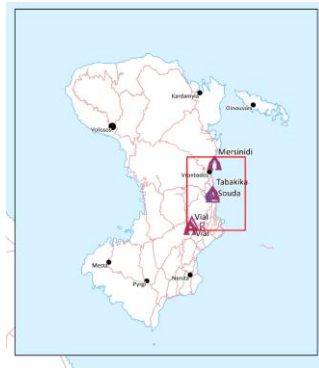 Kardamyla
Oinousses
Volissos
Mersinidi
Vrontados
Tabakika
Souda
Vial
Vial
Mesta
Pyrgi
Nenita